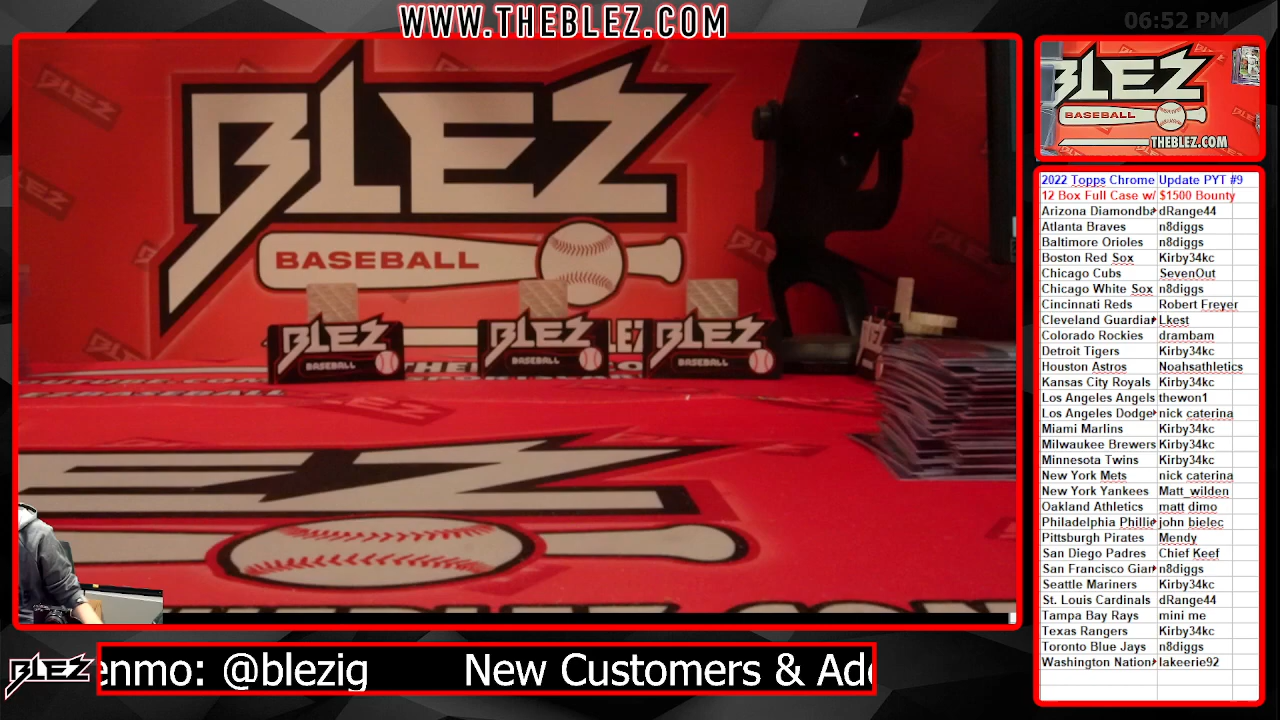 WWW.THEBLEZ.COM
06:52 PM
BLEZ
BASEBALL
BLEZ
BASEBALL
BLEZ
BASEBALL
BLEZ
BASEBALL
BLEZ
BASEBALL
THEBLEZ.COM
2022 Topps Chrome Update PYT #9
12 Box Full Case w/ $1500 Bounty
Arizona Diamondba dRange44
Atlanta Braves n8diggs
Baltimore Orioles n8diggs
Boston Red Sox Kirby34kc
Chicago Cubs SevenOut
Chicago White Sox n8diggs
Cincinnati Reds Robert Freyer
Cleveland Guardian Lkest
Colorado Rockies drambam
Detroit Tigers Kirby34kc
Houston Astros Noahsathletics
Kansas City Royals Kirby34kc
Los Angeles Angels thewon1
Los Angeles Dodge nick caterina
Miami Marlins Kirby34kc
Milwaukee Brewers Kirby34kc
Minnesota Twins Kirby34kc
New York Mets nick caterina
New York Yankees Matt_wilden
Oakland Athletics matt dimo
Philadelphia Phillie john bielec
Pittsburgh Pirates Mendy
San Diego Padres Chief Keef
San Francisco Gian n8diggs
Seattle Mariners Kirby34kc
St. Louis Cardinals dRange44
Tampa Bay Rays mini me
Texas Rangers Kirby34kc
Toronto Blue Jays n8diggs
Washington Nation lakeerie92
BLEZ
enmo: @blezig New Customers & Ad